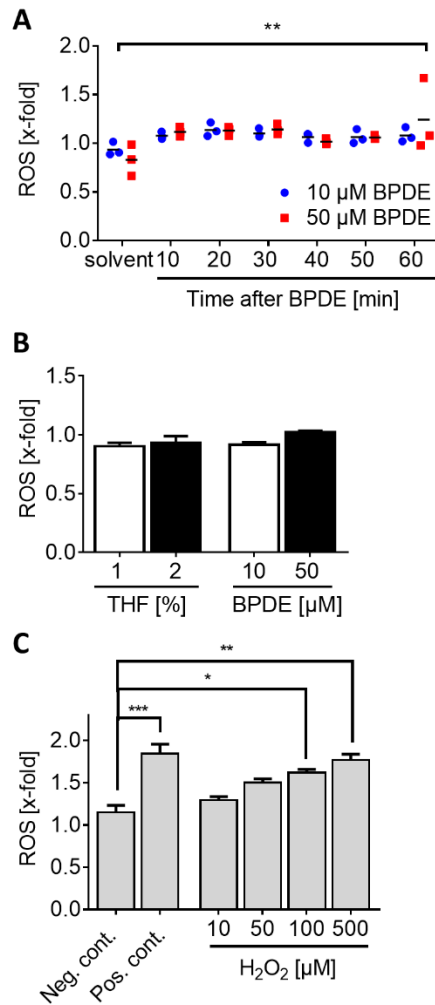 A
**
ROS [x-fold]
2.0
1.5
1.0
0.5
0.0
10 µM BPDE
50 µM BPDE
solvent 10 20 30 40 50 60
Time after BPDE [min]
B
ROS [x-fold]
1.5
1.0
0.5
0.0
1 2 10 50
THF [%] BPDE [µM]
C
**
*
***
ROS [x-fold]
2.0
1.5
1.0
0.5
0.0
Neg. cont. Pos. cont. 10 50 100 500
H₂O₂ [µM]